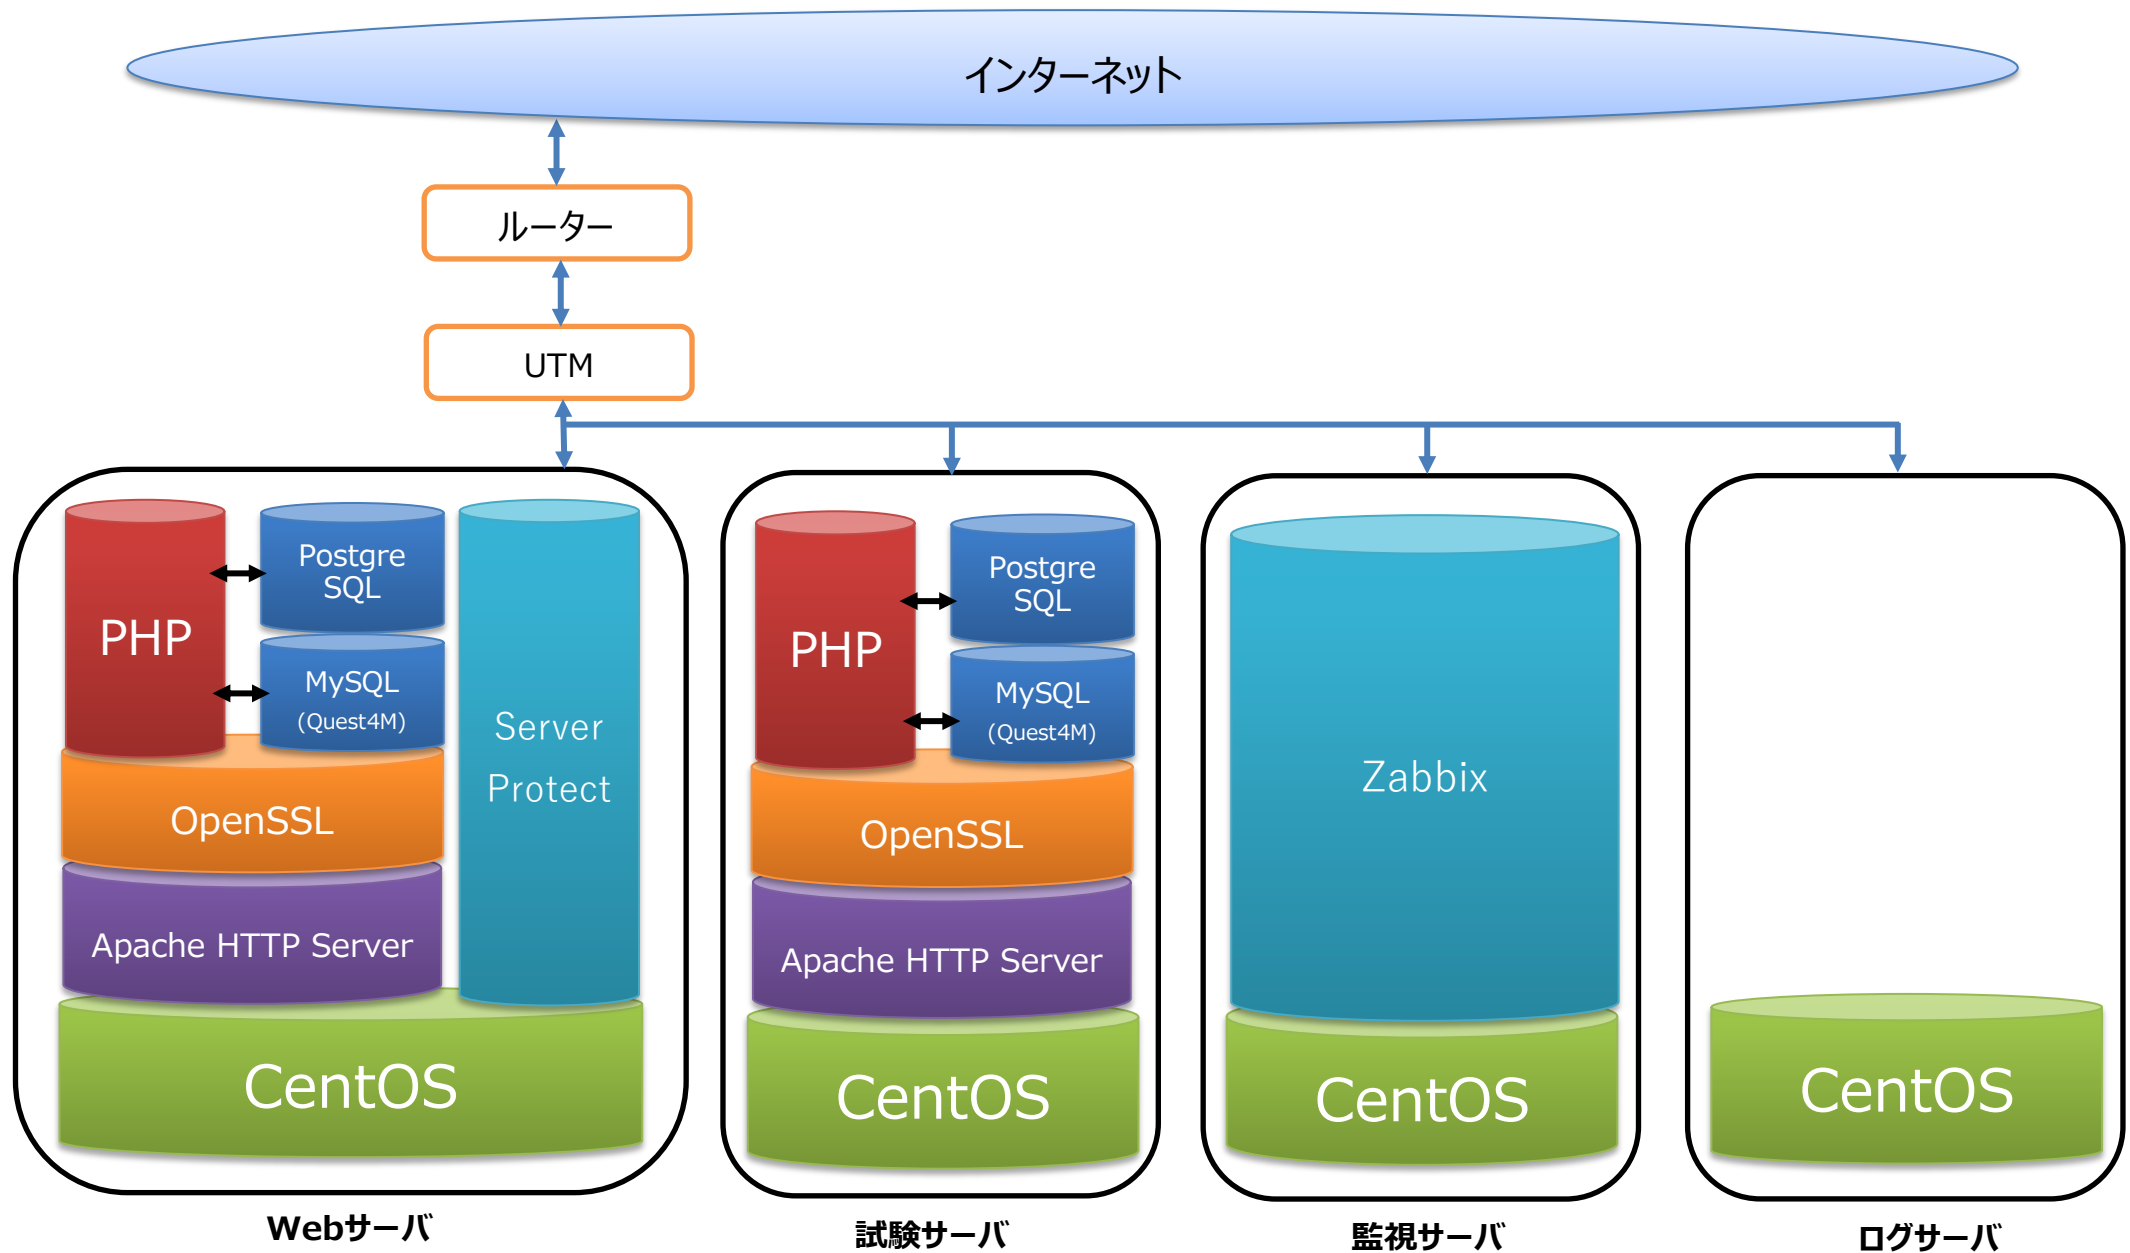 インターネット
ルーター
UTM
PHP
Postgre
SQL
MySQL
(Quest4M)
Server
Protect
OpenSSL
Apache HTTP Server
CentOS
Webサーバ
PHP
Postgre
SQL
MySQL
(Quest4M)
OpenSSL
Apache HTTP Server
CentOS
試験サーバ
Zabbix
CentOS
監視サーバ
CentOS
ログサーバ